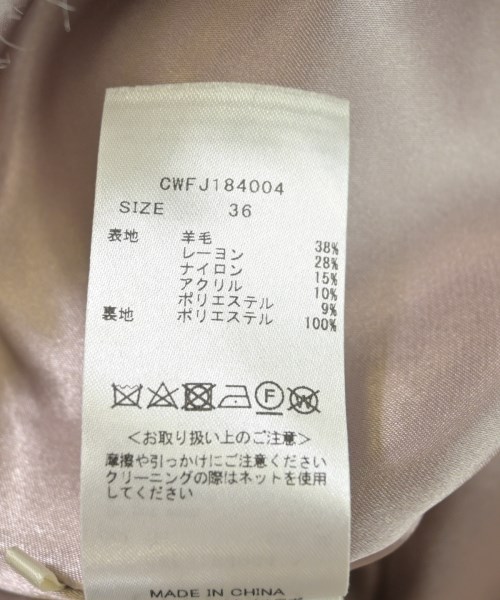 CWFJ184004
SIZE 36
表地 羊毛 38%
レーヨン 28%
ナイロン 15%
アクリル 10%
ポリエステル 9%
裏地 ポリエステル 100%
F W
<お取り扱い上のご注意>
摩擦や引っかけにご注意ください
クリーニングの際はネットを使用
してください
MADE IN CHINA